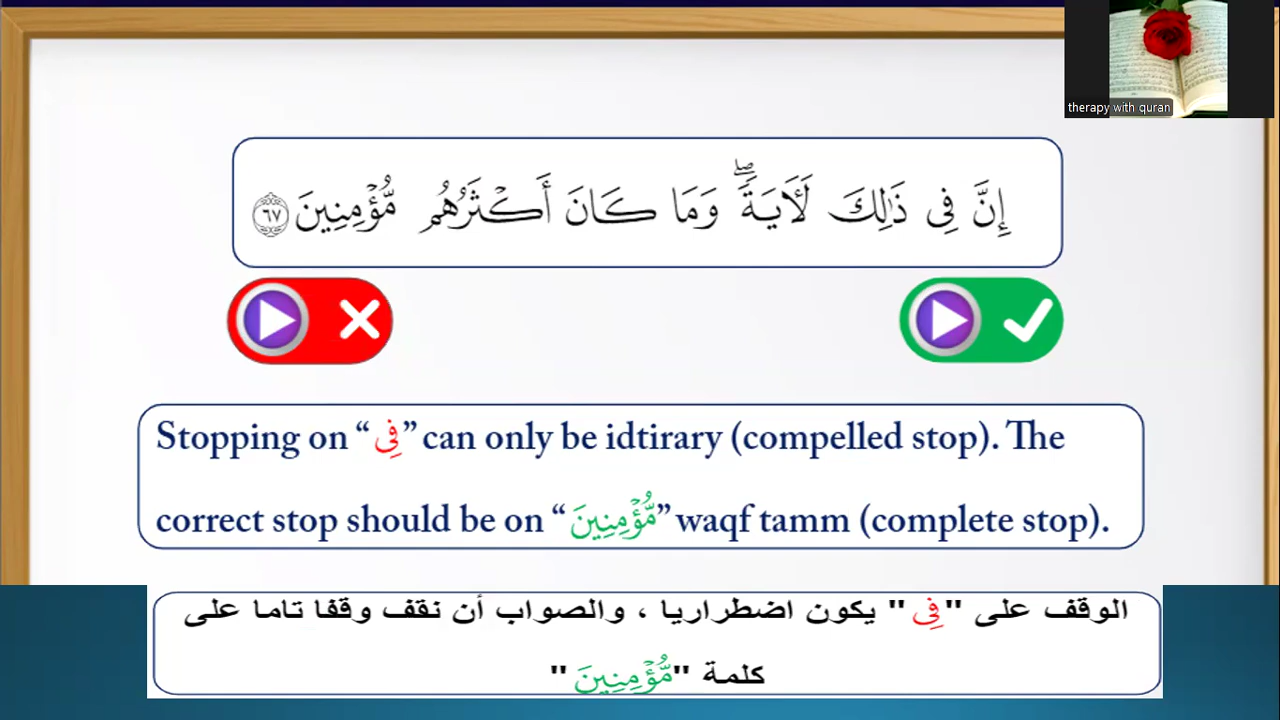 therapy with quran
إِنَّ فِى ذَٰلِكَ لَـَٔايَةًۖ وَمَا كَانَ أَكْثَرُهُم مُّؤْمِنِينَ ٦٧
Stopping on “فِى” can only be idtirary (compelled stop). The
correct stop should be on “مُّؤْمِنِينَ” waqf tamm (complete stop).
الوقف على "فِى" يكون اضطراريا ، والصواب أن نقف وقفا تاما على
كلمة "مُّؤْمِنِينَ"